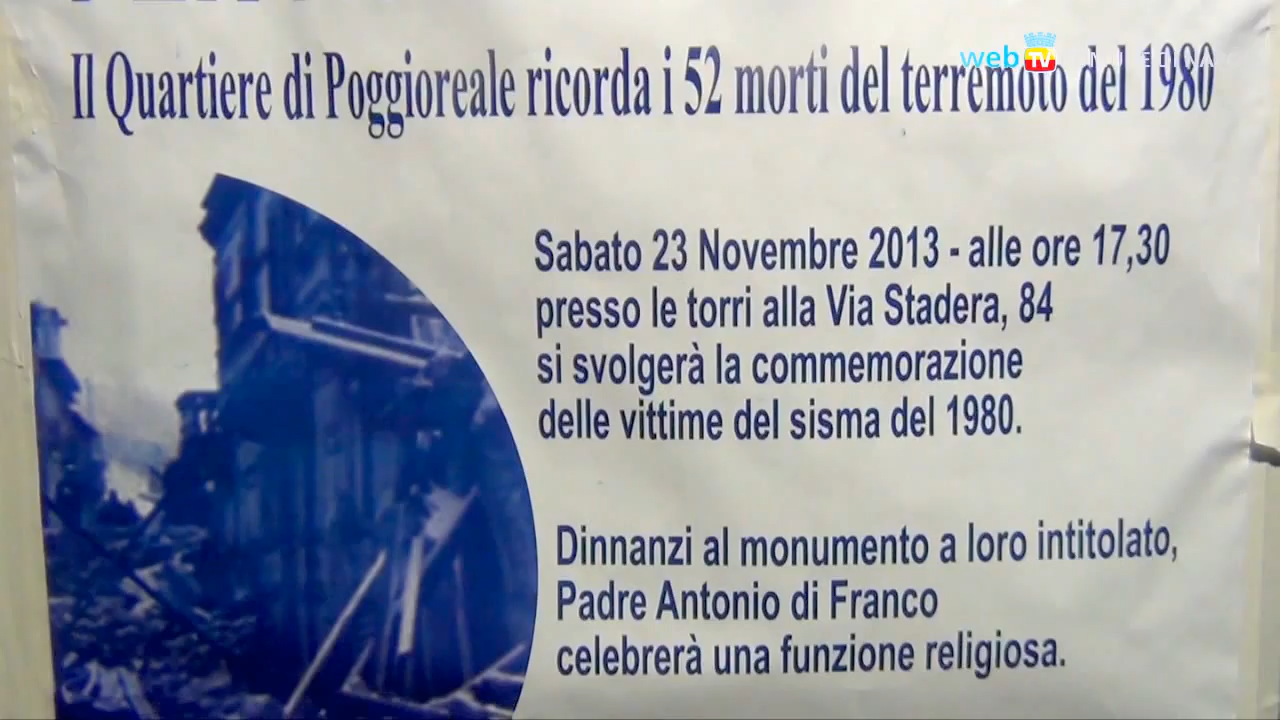 Il Quartiere di Poggioreale ricorda i 52 morti del terremoto del 1980
web TV
Sabato 23 Novembre 2013 - alle ore 17,30
presso le torri alla Via Stadera, 84
si svolgerà la commemorazione
delle vittime del sisma del 1980.
Dinnanzi al monumento a loro intitolato,
Padre Antonio di Franco
celebrerà una funzione religiosa.